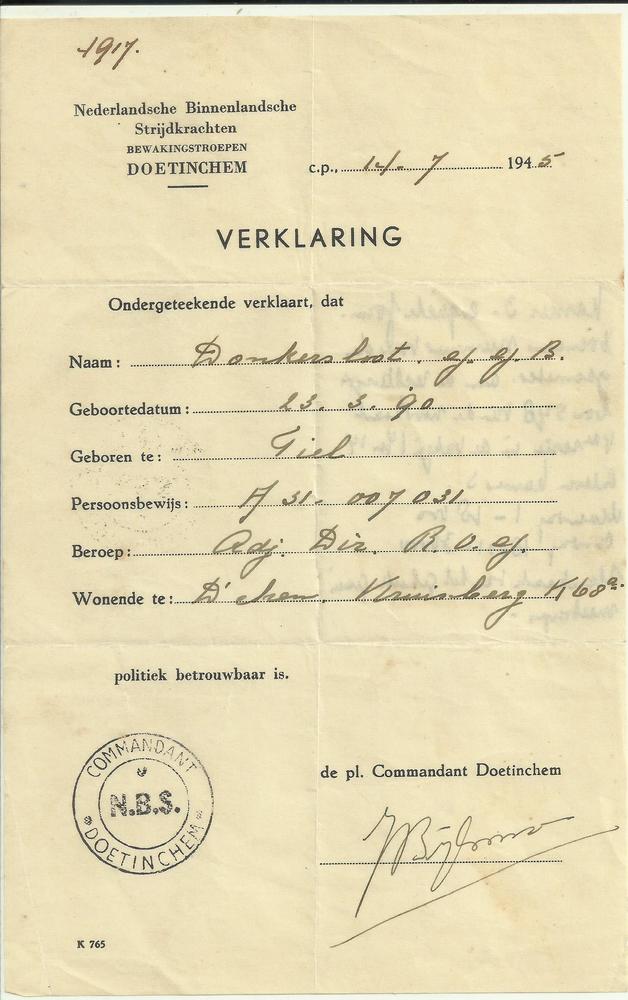 1917.
Nederlandsche Binnenlandsche
Strijdkrachten
BEWAKINGSTROEPEN
DOETINCHEM
c.p., 14-7 1945
VERKLARING
Ondergeteekende verklaart, dat
Naam: Donkersloot, G. G. B.
Geboortedatum: 23.3.90
Geboren te: Tiel
Persoonsbewijs: A 31-007031
Beroep: Adj. Dir. R.O.G.
Wonende te: D'chem, Kruisberg K68a.
politiek betrouwbaar is.
COMMANDANT
N.B.S.
DOETINCHEM
de pl. Commandant Doetinchem
K 765